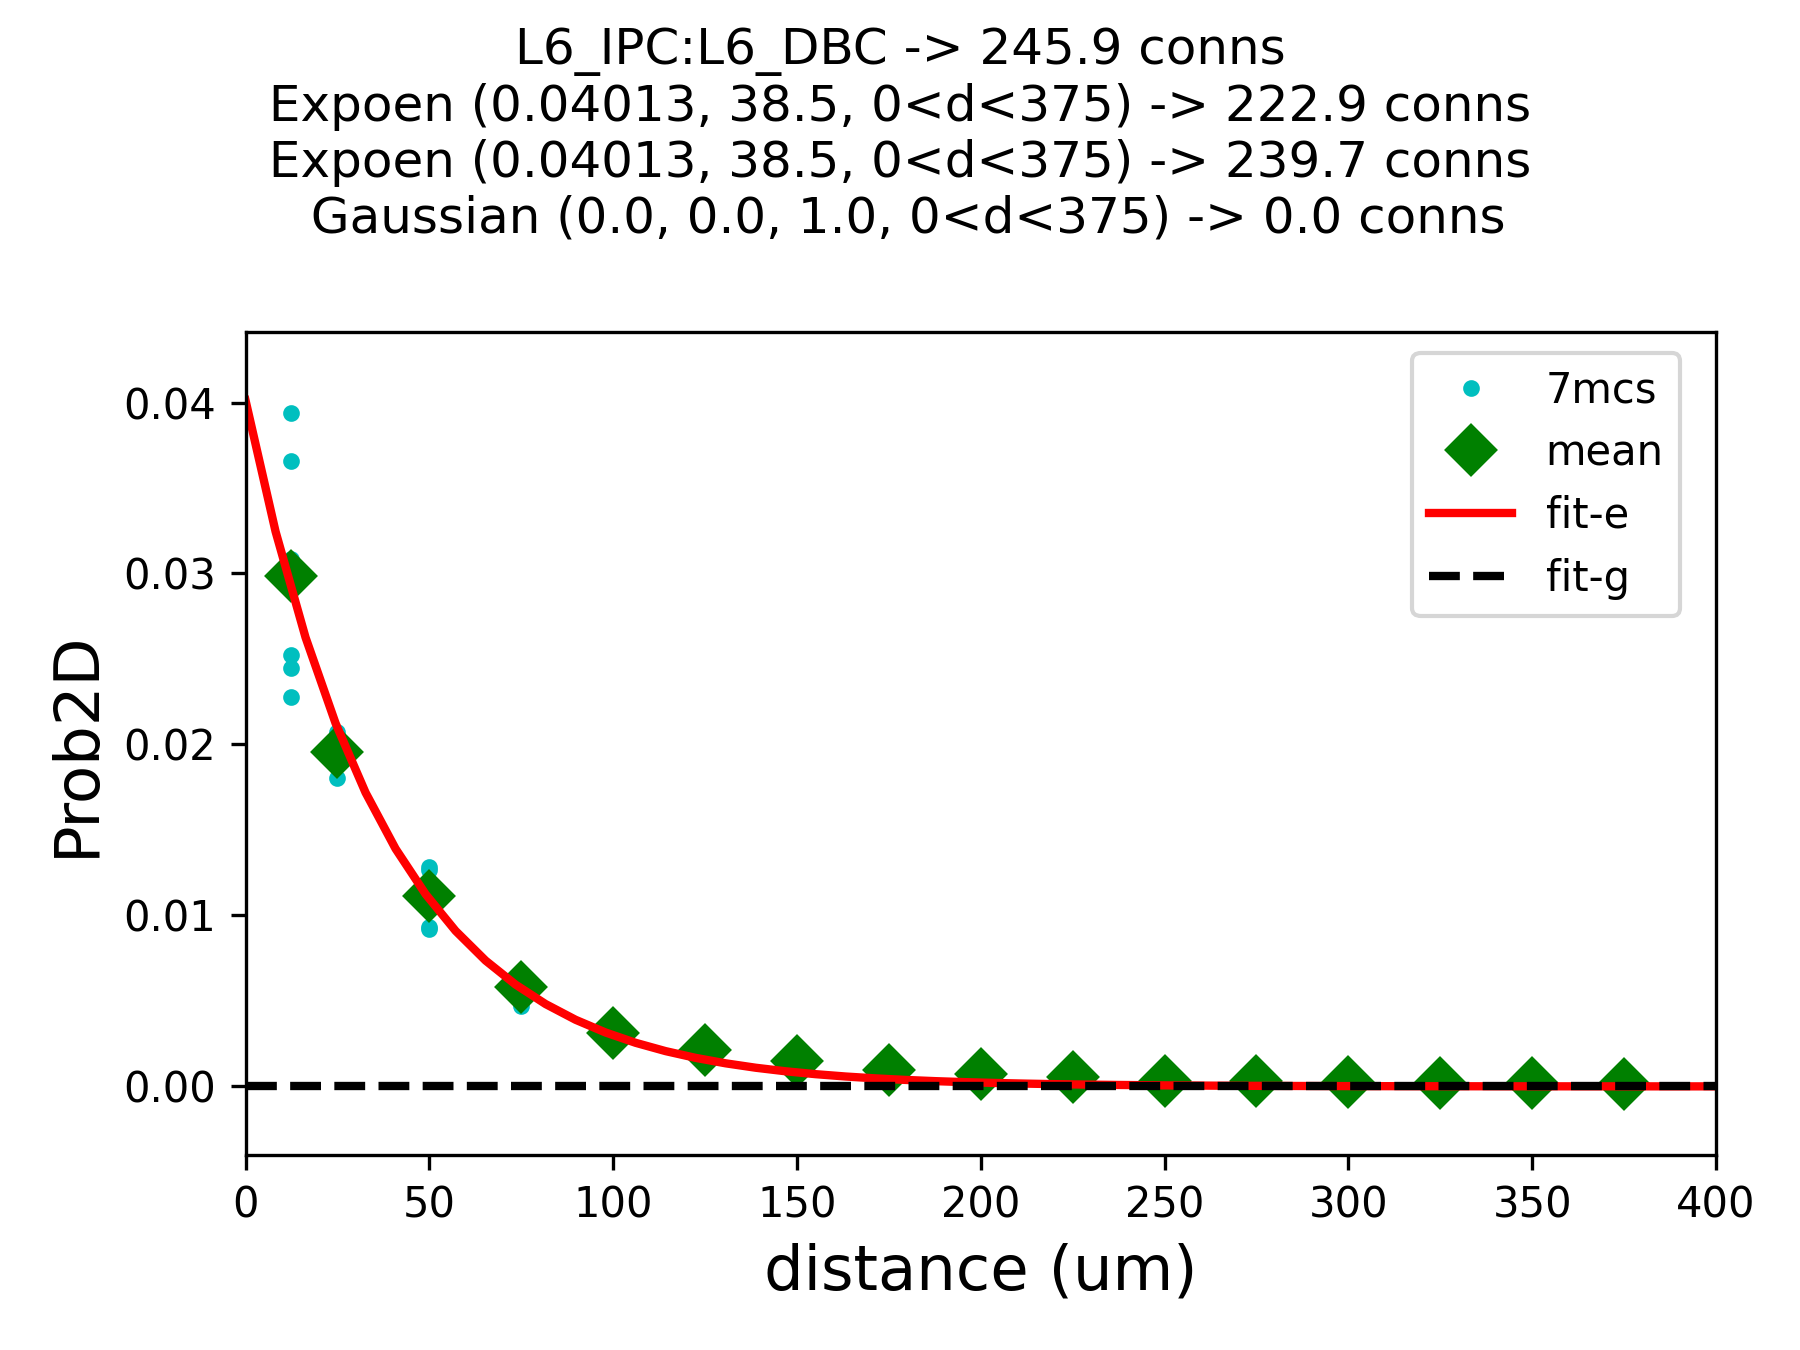 L6_IPC:L6_DBC -> 245.9 conns
Expoen (0.04013, 38.5, 0<d<375) -> 222.9 conns
Expoen (0.04013, 38.5, 0<d<375) -> 239.7 conns
Gaussian (0.0, 0.0, 1.0, 0<d<375) -> 0.0 conns
7mcs
mean
fit-e
fit-g
Prob2D
0.04
0.03
0.02
0.01
0.00
0 50 100 150 200 250 300 350 400
distance (um)